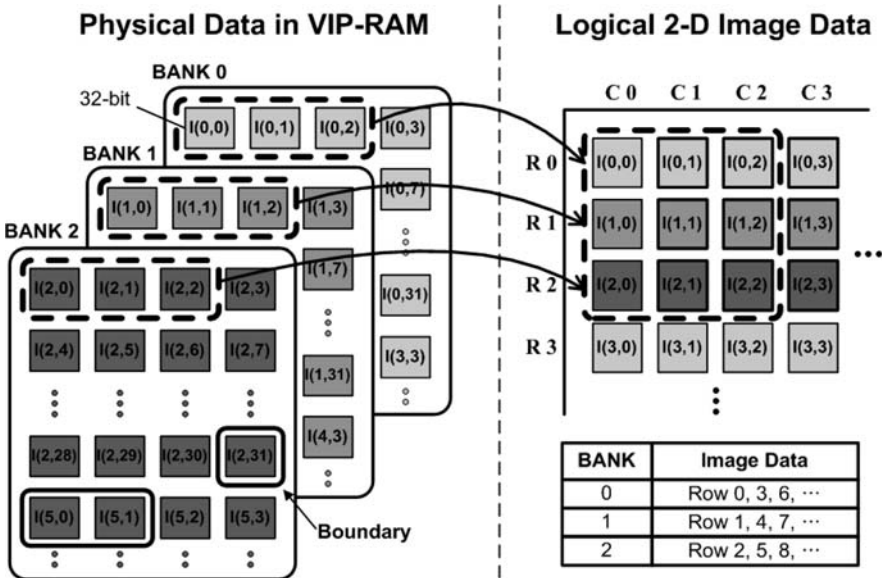 Physical Data in VIP-RAM
BANK 0
32-bit
I(0,0) I(0,1) I(0,2) I(0,3)
I(0,7)
I(0,31)
I(3,3)
BANK 1
I(1,0) I(1,1) I(1,2) I(1,3)
I(1,7)
I(1,31)
I(4,3)
BANK 2
I(2,0) I(2,1) I(2,2) I(2,3)
I(2,4) I(2,5) I(2,6) I(2,7)
I(2,28) I(2,29) I(2,30) I(2,31)
I(5,0) I(5,1) I(5,2) I(5,3)
Boundary
Logical 2-D Image Data
C 0 C 1 C 2 C 3
R 0 I(0,0) I(0,1) I(0,2) I(0,3)
R 1 I(1,0) I(1,1) I(1,2) I(1,3)
R 2 I(2,0) I(2,1) I(2,2) I(2,3)
R 3 I(3,0) I(3,1) I(3,2) I(3,3)
BANK Image Data
0 Row 0, 3, 6, ···
1 Row 1, 4, 7, ···
2 Row 2, 5, 8, ···